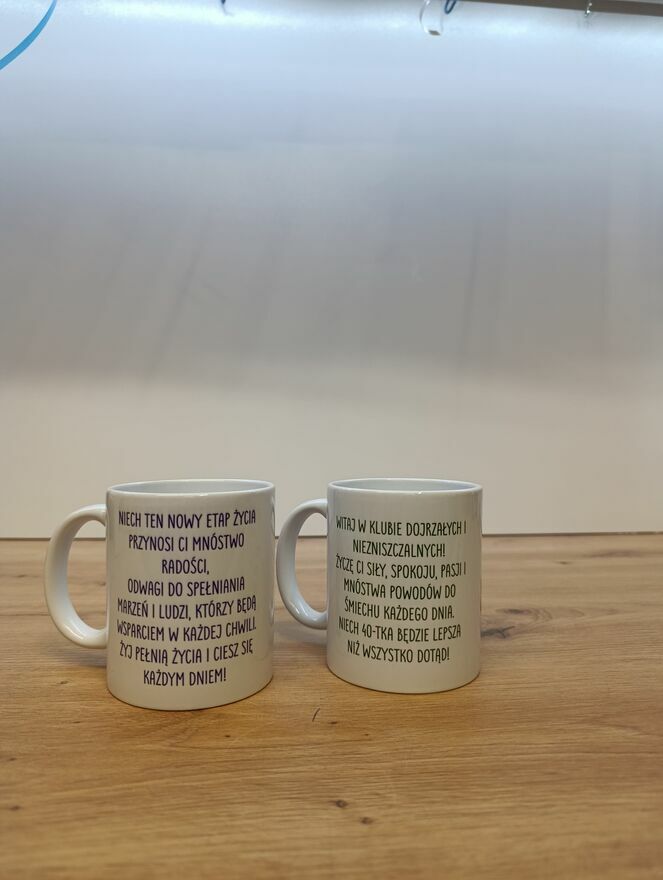 NIECH TEN NOWY ETAP ŻYCIA
PRZYNOSI CI MNÓSTWO
RADOŚCI,
ODWAGI DO SPEŁNIANIA
MARZEŃ I LUDZI, KTÓRZY BĘDĄ
WSPARCIEM W KAŻDEJ CHWILI.
ŻYJ PEŁNIĄ ŻYCIA I CIESZ SIĘ
KAŻDYM DNIEM!
WITAJ W KLUBIE DOJRZAŁYCH I
NIEZNISZCZALNYCH!
ŻYCZĘ CI SIŁY, SPOKOJU, PASJI I
MNÓSTWA POWODÓW DO
ŚMIECHU KAŻDEGO DNIA.
NIECH 40-TKA BĘDZIE LEPSZA
NIŻ WSZYSTKO DOTĄD!